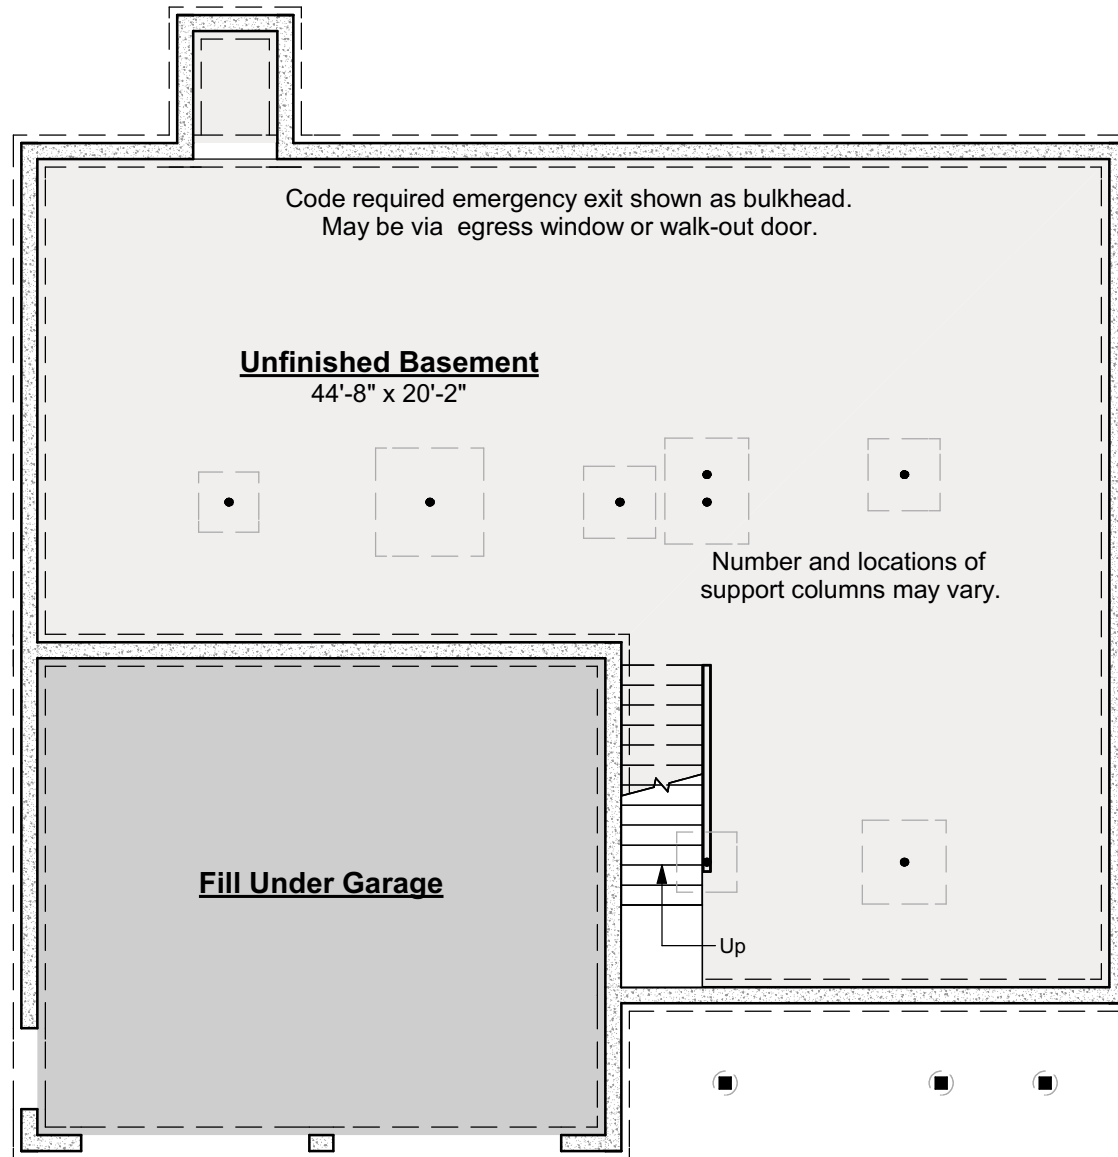 Code required emergency exit shown as bulkhead.
May be via egress window or walk-out door.
Unfinished Basement
44'-8" x 20'-2"
Number and locations of
support columns may vary.
Fill Under Garage
Up